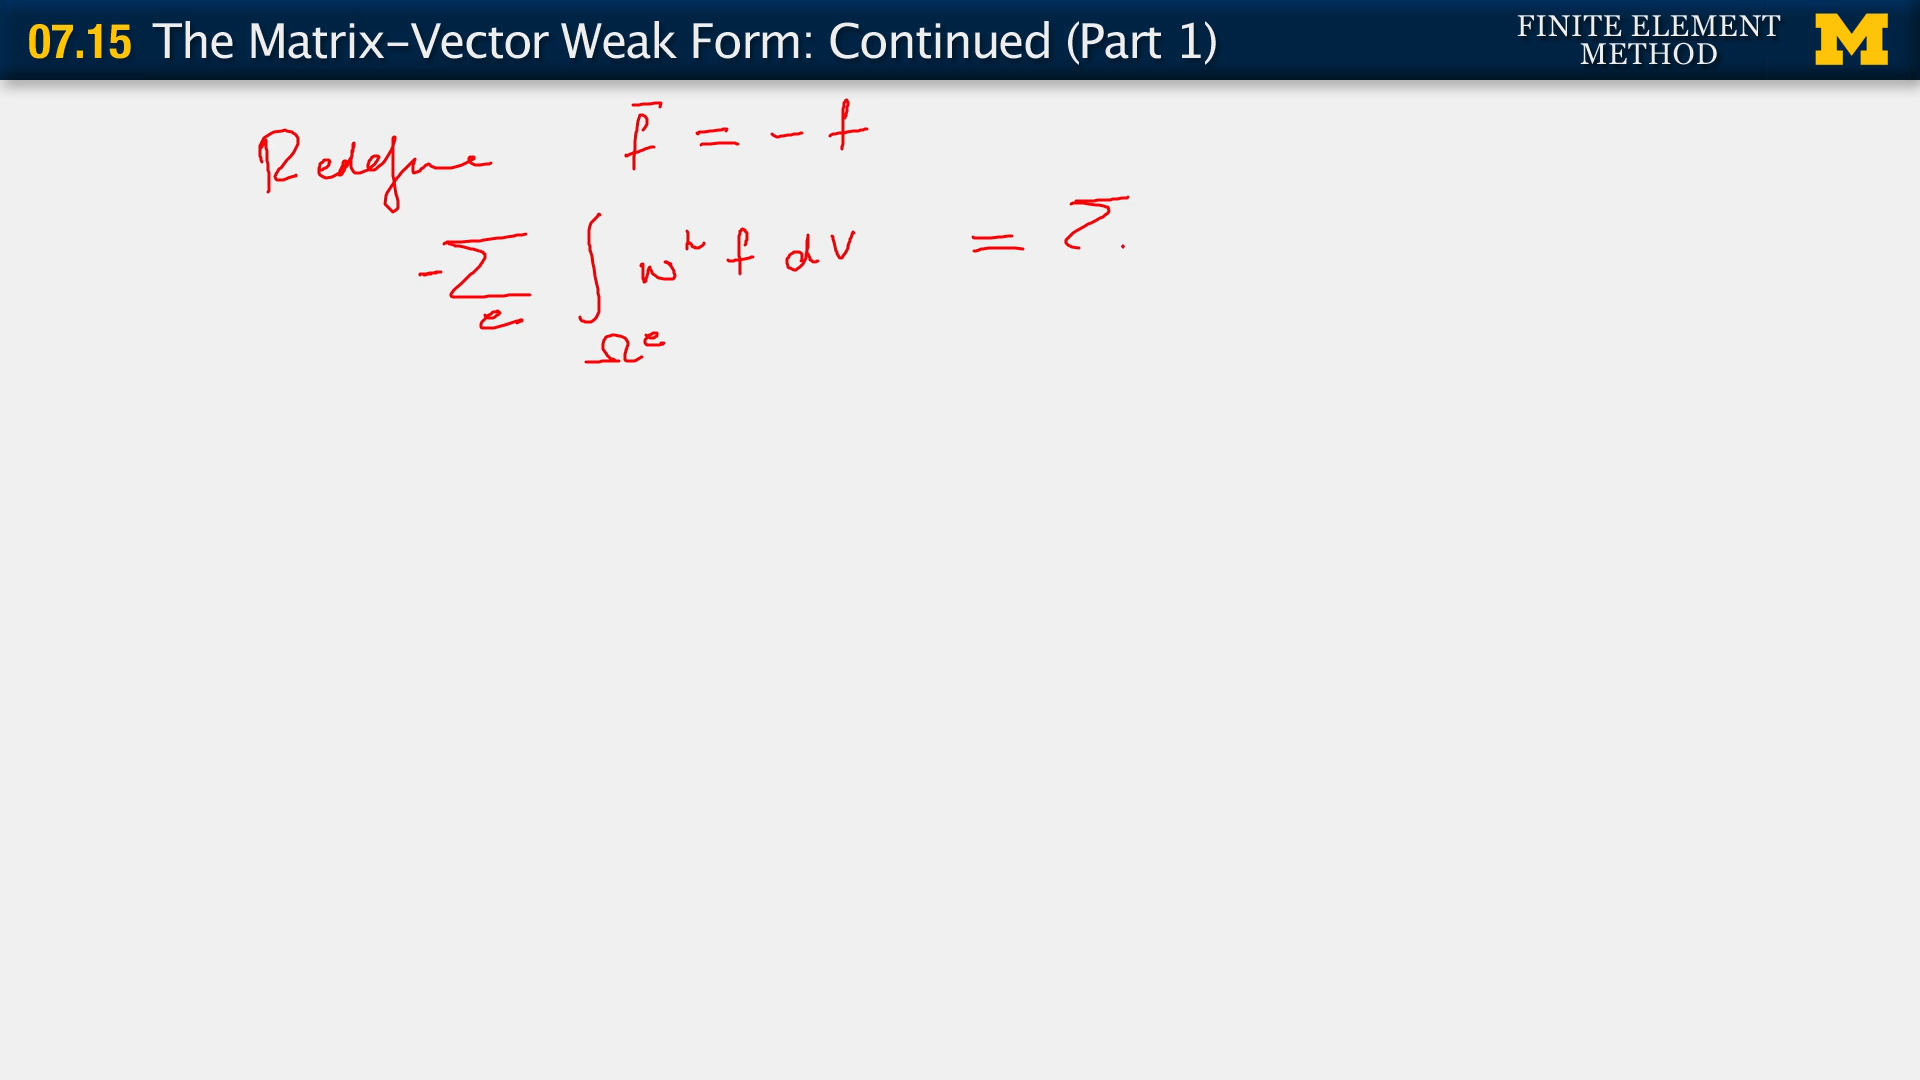 07.15 The Matrix–Vector Weak Form: Continued (Part 1)
FINITE ELEMENT
METHOD
M
Redefine f̄ = - f
-∑ ∫ wʰ f dV = ∑
e Ωᵉ